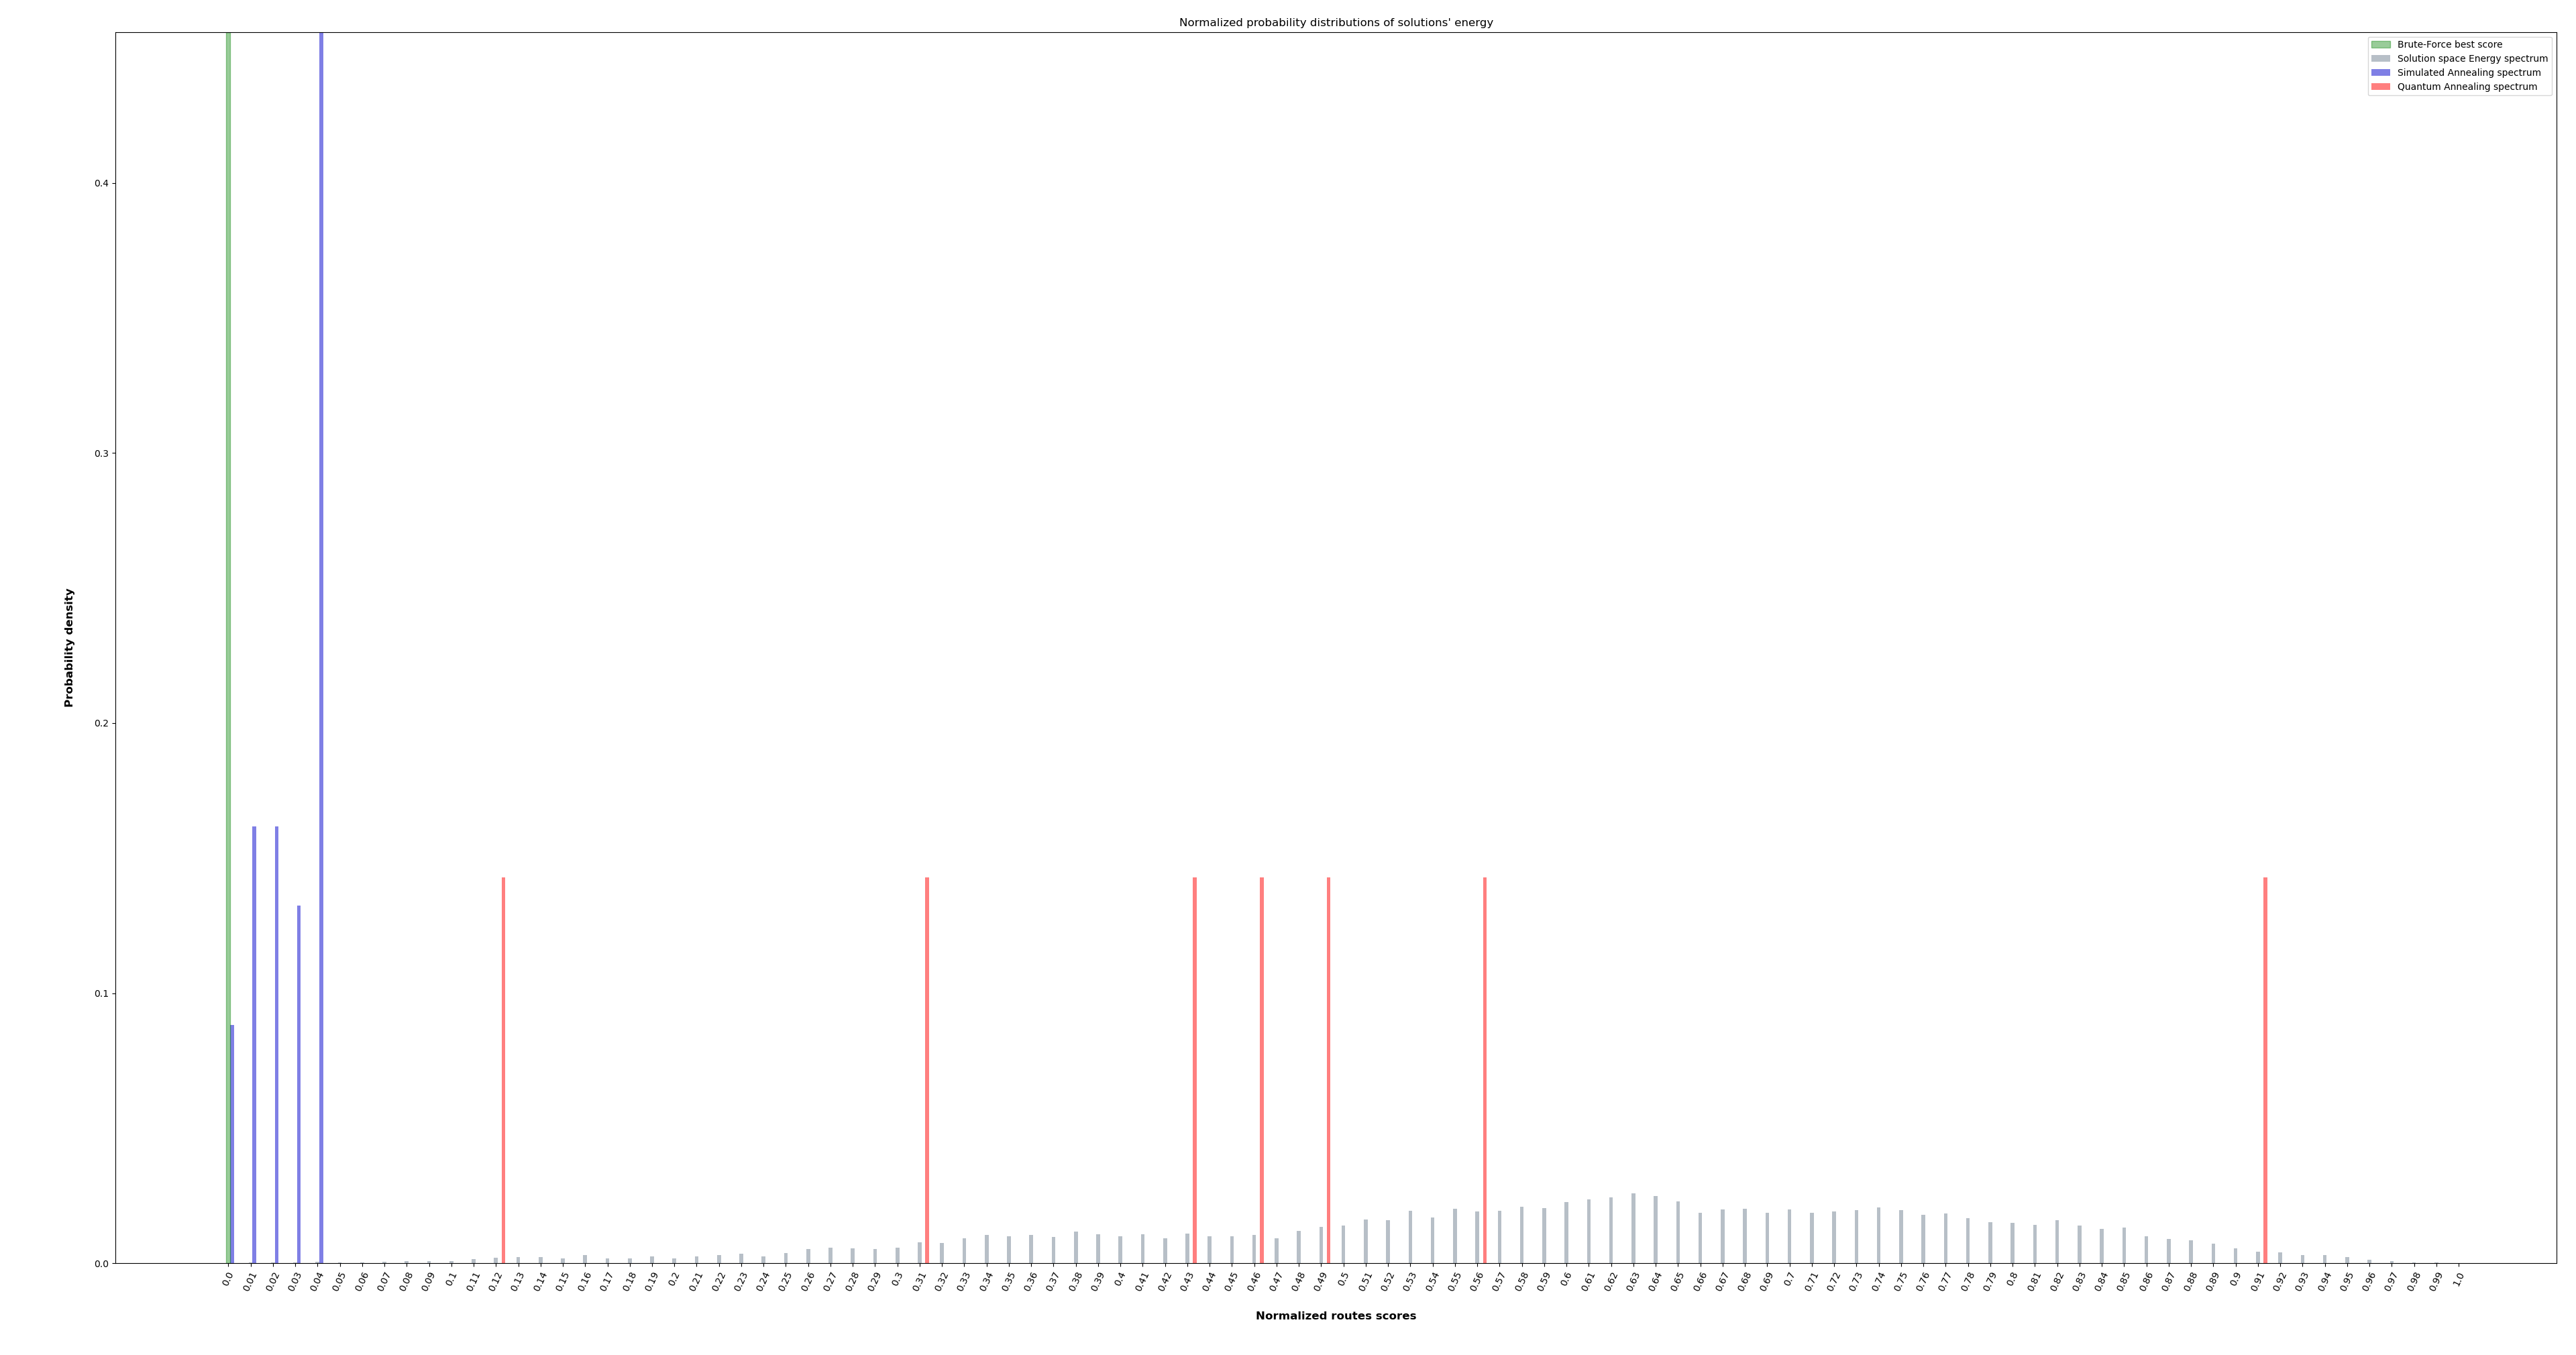 Normalized probability distributions of solutions' energy
Brute-Force best score
Solution space Energy spectrum
Simulated Annealing spectrum
Quantum Annealing spectrum
Probability density
0.4
0.3
0.2
0.1
0.0
0.0 0.01 0.02 0.03 0.04 0.05 0.06 0.07 0.08 0.09 0.1 0.11 0.12 0.13 0.14 0.15 0.16 0.17 0.18 0.19 0.2 0.21 0.22 0.23 0.24 0.25 0.26 0.27 0.28 0.29 0.3 0.31 0.32 0.33 0.34 0.35 0.36 0.37 0.38 0.39 0.4 0.41 0.42 0.43 0.44 0.45 0.46 0.47 0.48 0.49 0.5 0.51 0.52 0.53 0.54 0.55 0.56 0.57 0.58 0.59 0.6 0.61 0.62 0.63 0.64 0.65 0.66 0.67 0.68 0.69 0.7 0.71 0.72 0.73 0.74 0.75 0.76 0.77 0.78 0.79 0.8 0.81 0.82 0.83 0.84 0.85 0.86 0.87 0.88 0.89 0.9 0.91 0.92 0.93 0.94 0.95 0.96 0.97 0.98 0.99 1.0
Normalized routes scores